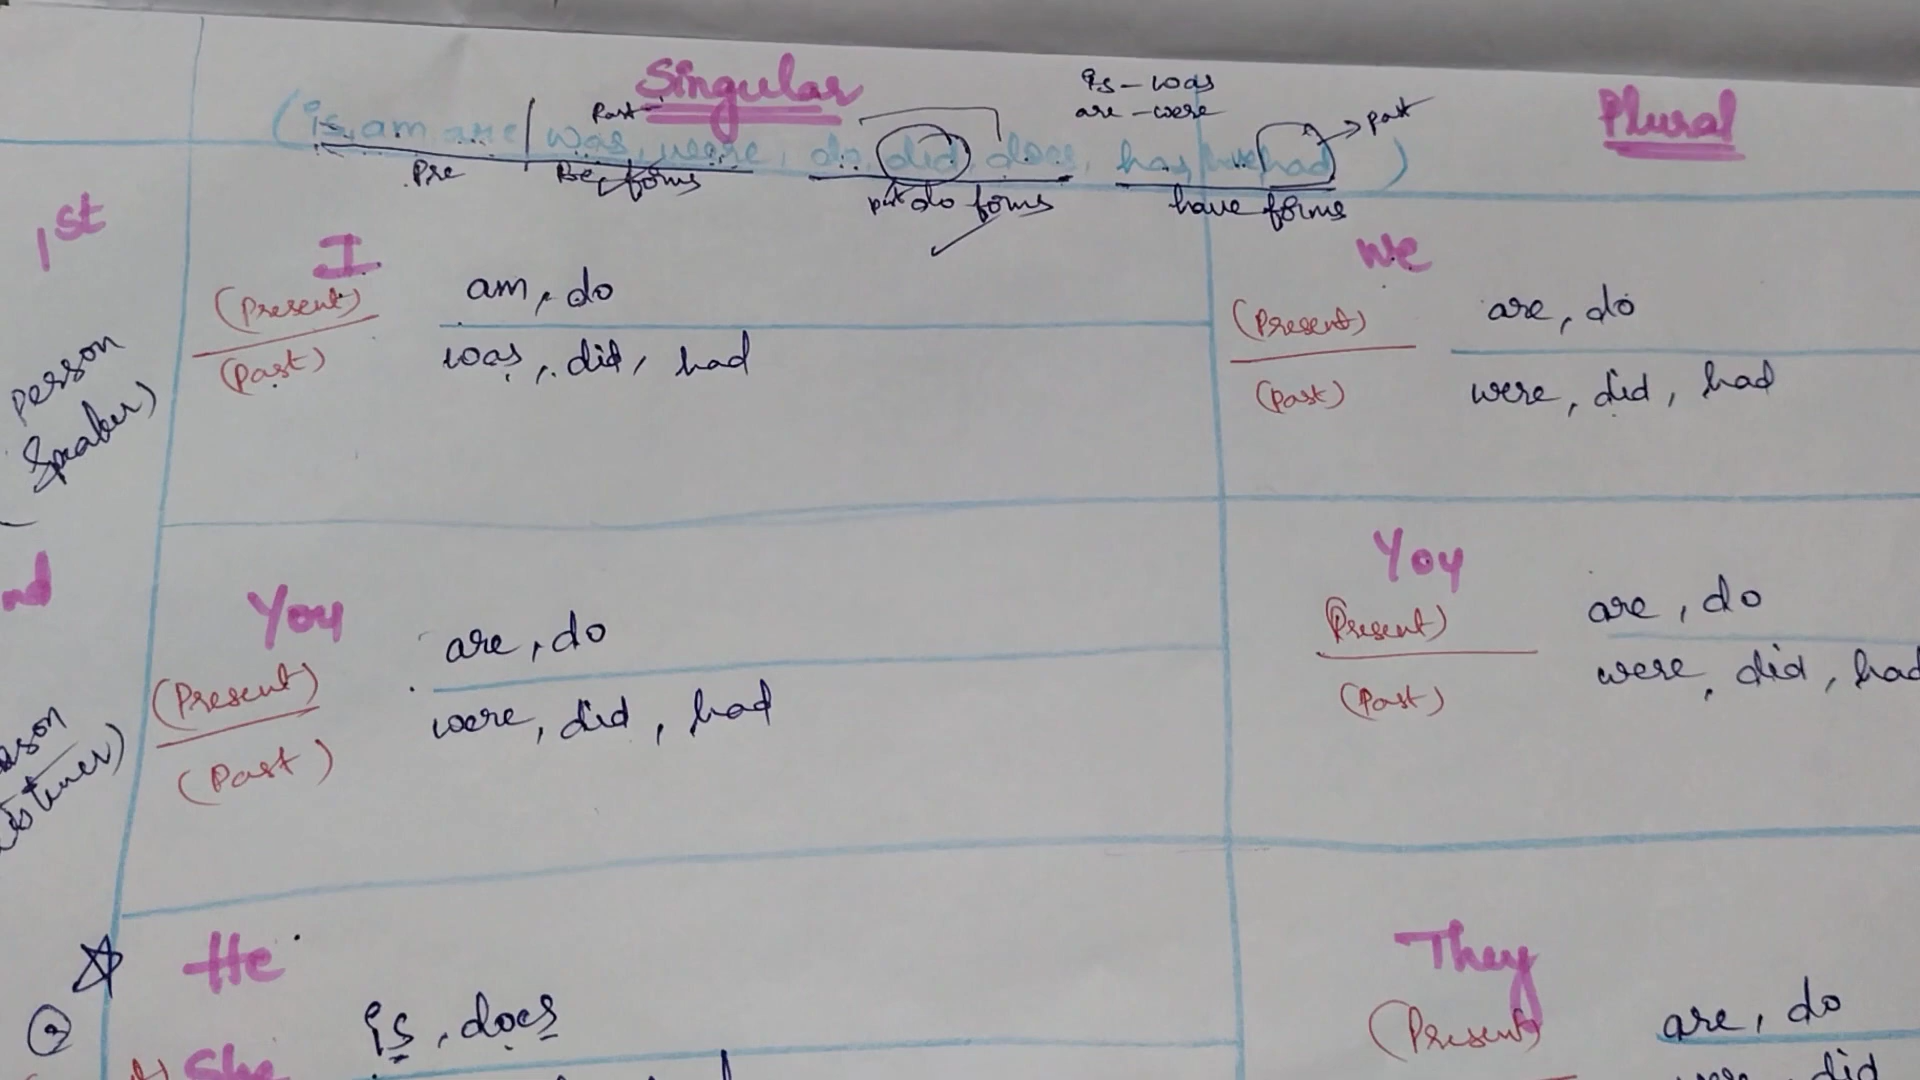 Singular
Plural
is - was
are - were
Past
past
(is, am are / was, were, do, did, does, has, have had)
Pre
Be forms
past do forms
have forms
1st
person
Speaker)
I
(Present)
(Past)
am, do
was, did, had
We
(Present)
(Past)
are, do
were, did, had
nd
You
(Present)
(Past)
are, do
were, did, had
You
(Present)
(Past)
are, do
were, did, had
He
She
is, does
They
(Present)
are, do
did